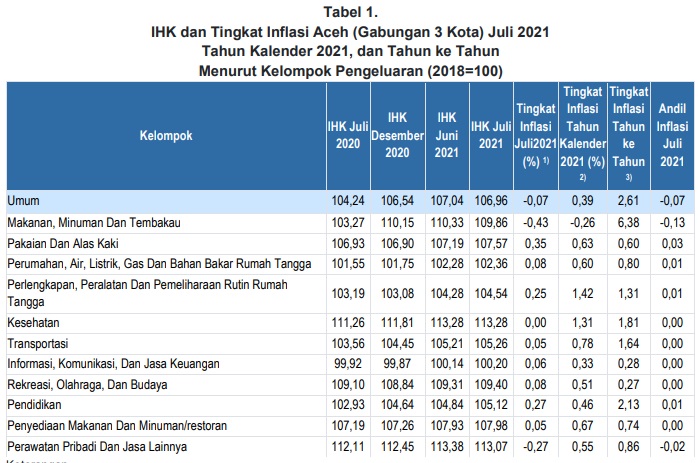 Tabel 1.
IHK dan Tingkat Inflasi Aceh (Gabungan 3 Kota) Juli 2021
Tahun Kalender 2021, dan Tahun ke Tahun
Menurut Kelompok Pengeluaran (2018=100)
Kelompok | IHK Juli 2020 | IHK Desember 2020 | IHK Juni 2021 | IHK Juli 2021 | Tingkat Inflasi Juli2021 (%) 1) | Tingkat Inflasi Tahun Kalender 2021 (%) 2) | Tingkat Inflasi Tahun ke Tahun 3) | Andil Inflasi Juli 2021
Umum 104,24 106,54 107,04 106,96 -0,07 0,39 2,61 -0,07
Makanan, Minuman Dan Tembakau 103,27 110,15 110,33 109,86 -0,43 -0,26 6,38 -0,13
Pakaian Dan Alas Kaki 106,93 106,90 107,19 107,57 0,35 0,63 0,60 0,03
Perumahan, Air, Listrik, Gas Dan Bahan Bakar Rumah Tangga 101,55 101,75 102,28 102,36 0,08 0,60 0,80 0,01
Perlengkapan, Peralatan Dan Pemeliharaan Rutin Rumah
Tangga 103,19 103,08 104,28 104,54 0,25 1,42 1,31 0,01
Kesehatan 111,26 111,81 113,28 113,28 0,00 1,31 1,81 0,00
Transportasi 103,56 104,45 105,21 105,26 0,05 0,78 1,64 0,00
Informasi, Komunikasi, Dan Jasa Keuangan 99,92 99,87 100,14 100,20 0,06 0,33 0,28 0,00
Rekreasi, Olahraga, Dan Budaya 109,10 108,84 109,31 109,40 0,08 0,51 0,27 0,00
Pendidikan 102,93 104,64 104,84 105,12 0,27 0,46 2,13 0,01
Penyediaan Makanan Dan Minuman/restoran 107,19 107,26 107,93 107,98 0,05 0,67 0,74 0,00
Perawatan Pribadi Dan Jasa Lainnya 112,11 112,45 113,38 113,07 -0,27 0,55 0,86 -0,02